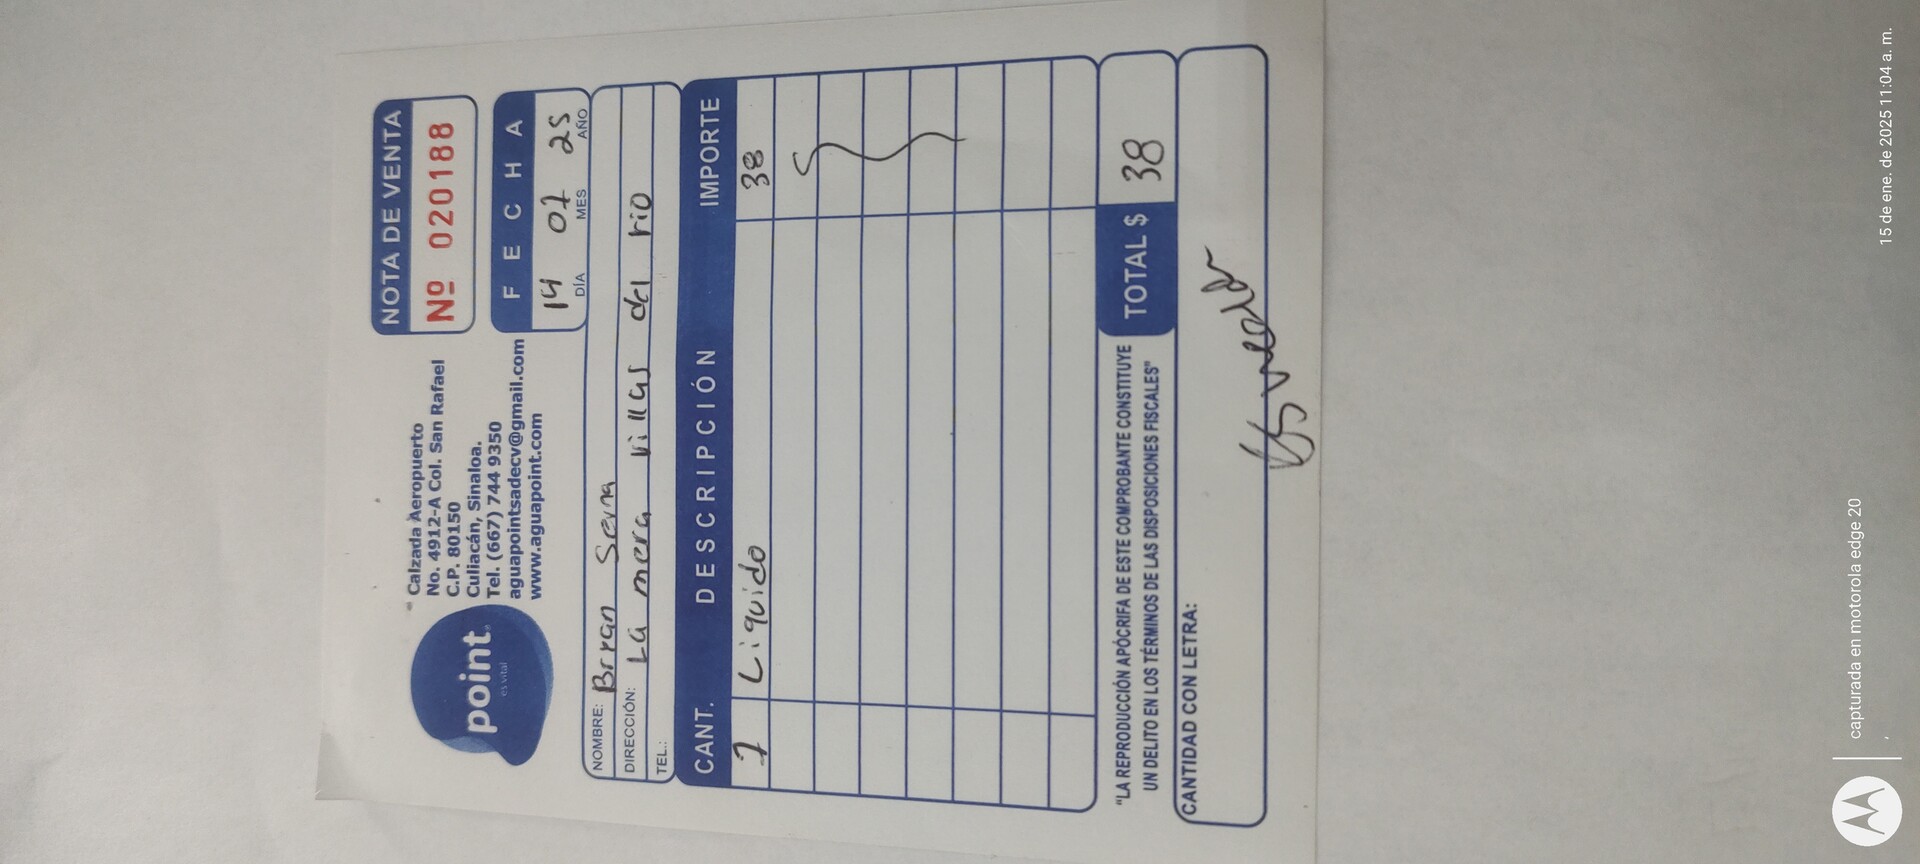 point
es vital
Calzada Aeropuerto
No. 4912-A Col. San Rafael
C.P. 80150
Culiacán, Sinaloa.
Tel. (667) 744 9350
aguapointsadecv@gmail.com
www.aguapoint.com
NOTA DE VENTA
Nº 020188
FECHA
14 01 25
DÍA MES AÑO
NOMBRE: Bryan Serna
DIRECCIÓN: La mera villas del rio
TEL.:
CANT. DESCRIPCIÓN IMPORTE
1 Liquido 38
"LA REPRODUCCIÓN APÓCRIFA DE ESTE COMPROBANTE CONSTITUYE
UN DELITO EN LOS TÉRMINOS DE LAS DISPOSICIONES FISCALES"
TOTAL $ 38
CANTIDAD CON LETRA:
capturada en motorola edge 20
,
15 de ene. de 2025 11:04 a. m.